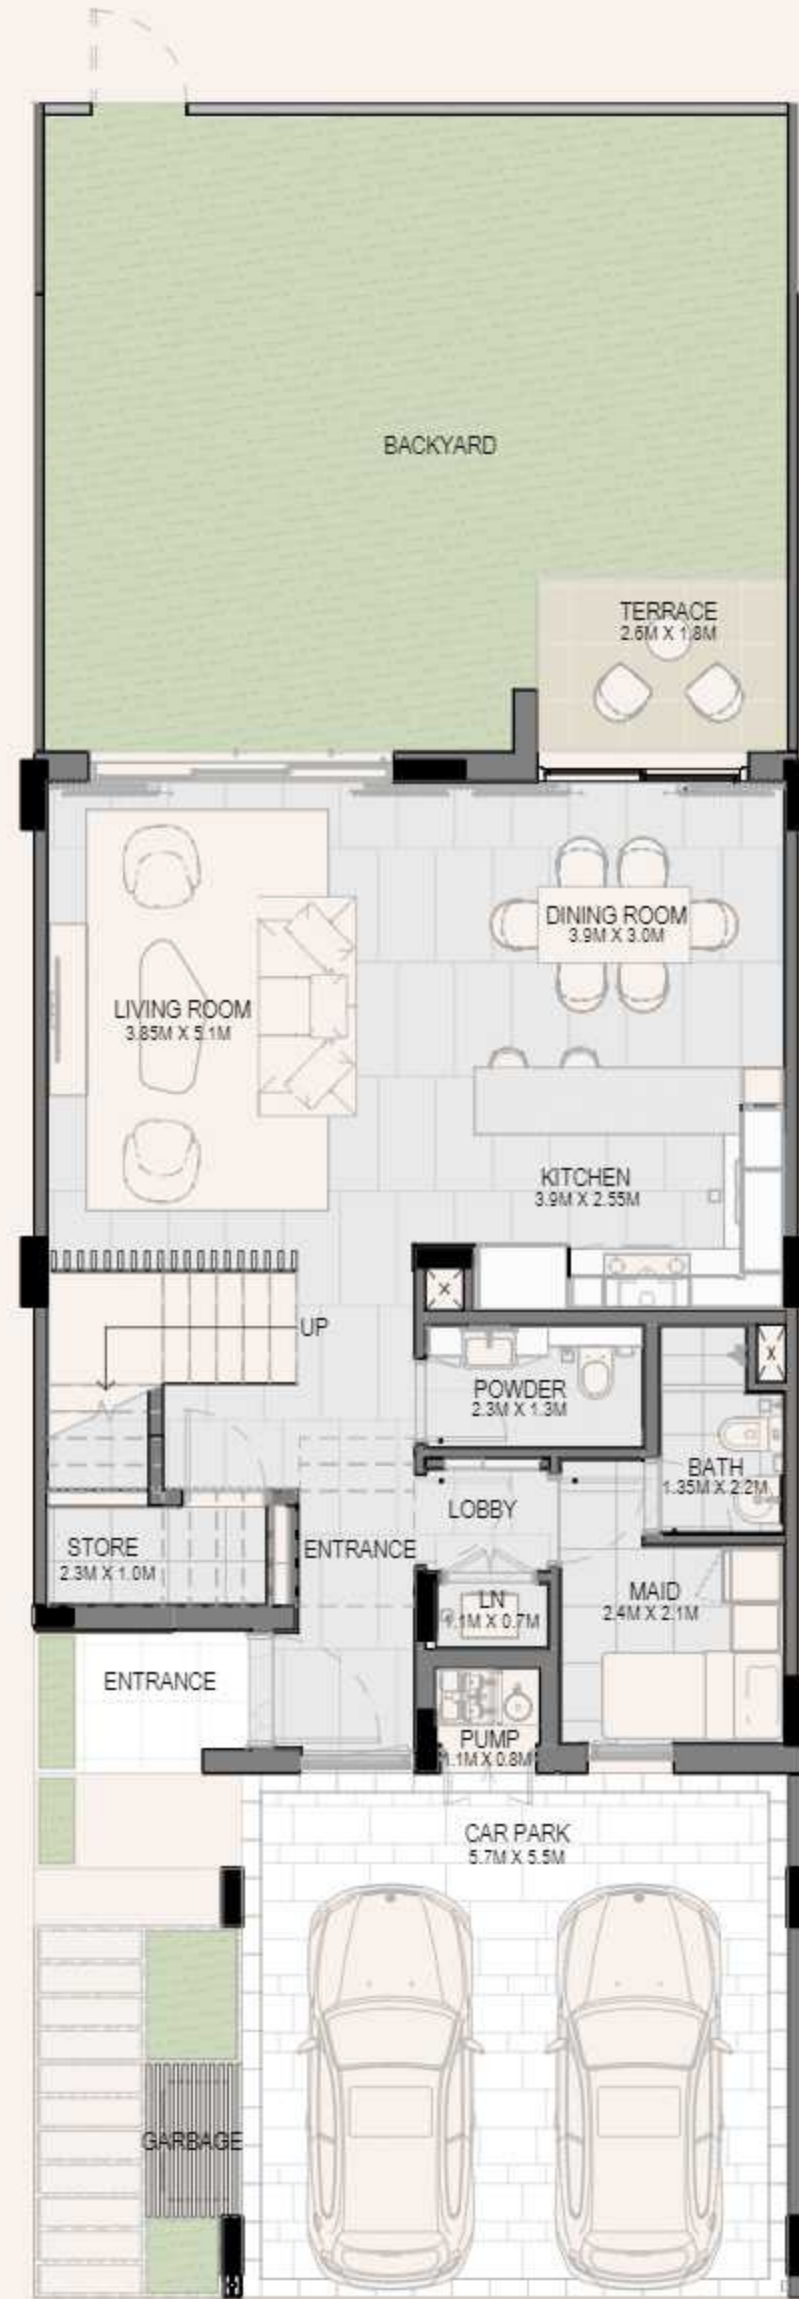 BACKYARD
TERRACE
2.6M X 1.8M
DINING ROOM
3.9M X 3.0M
LIVING ROOM
3.85M X 5.1M
KITCHEN
3.9M X 2.55M
X
UP
X
POWDER
2.3M X 1.3M
BATH
1.35M X 2.2M
LOBBY
STORE
2.3M X 1.0M
ENTRANCE
LN
1.1M X 0.7M
MAID
2.4M X 2.1M
ENTRANCE
PUMP
1.1M X 0.8M
CAR PARK
5.7M X 5.5M
GARBAGE